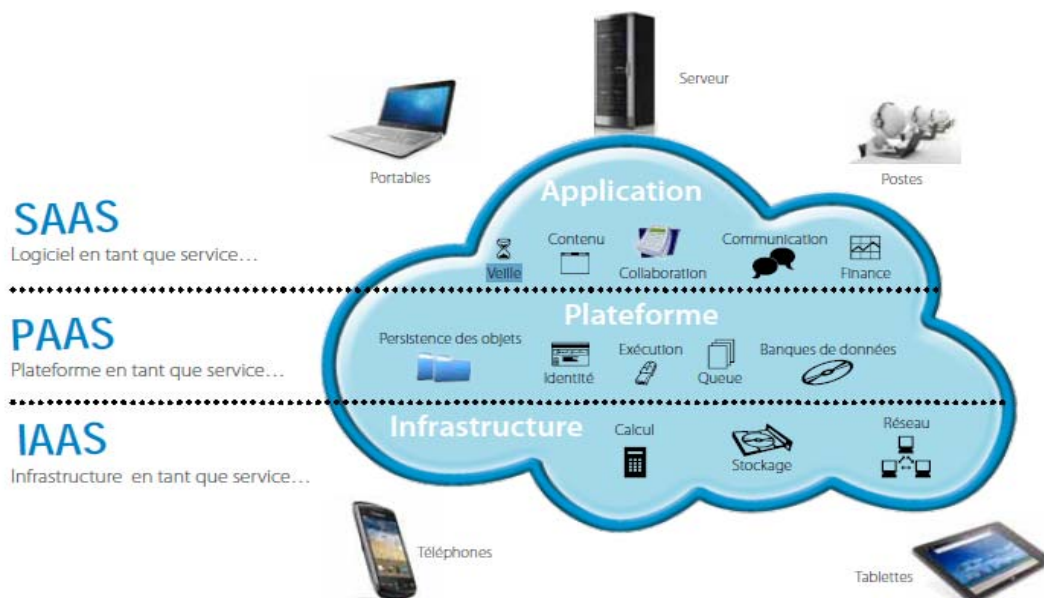 Serveur
Portables
Postes
Application
SAAS
Logiciel en tant que service…
Contenu
Communication
Veille
Collaboration
Finance
PAAS
Plateforme en tant que service…
Plateforme
Persistence des objets
Exécution
Banques de données
Identité
Queue
IAAS
Infrastructure en tant que service…
Infrastructure
Calcul
Réseau
Stockage
Téléphones
Tablettes